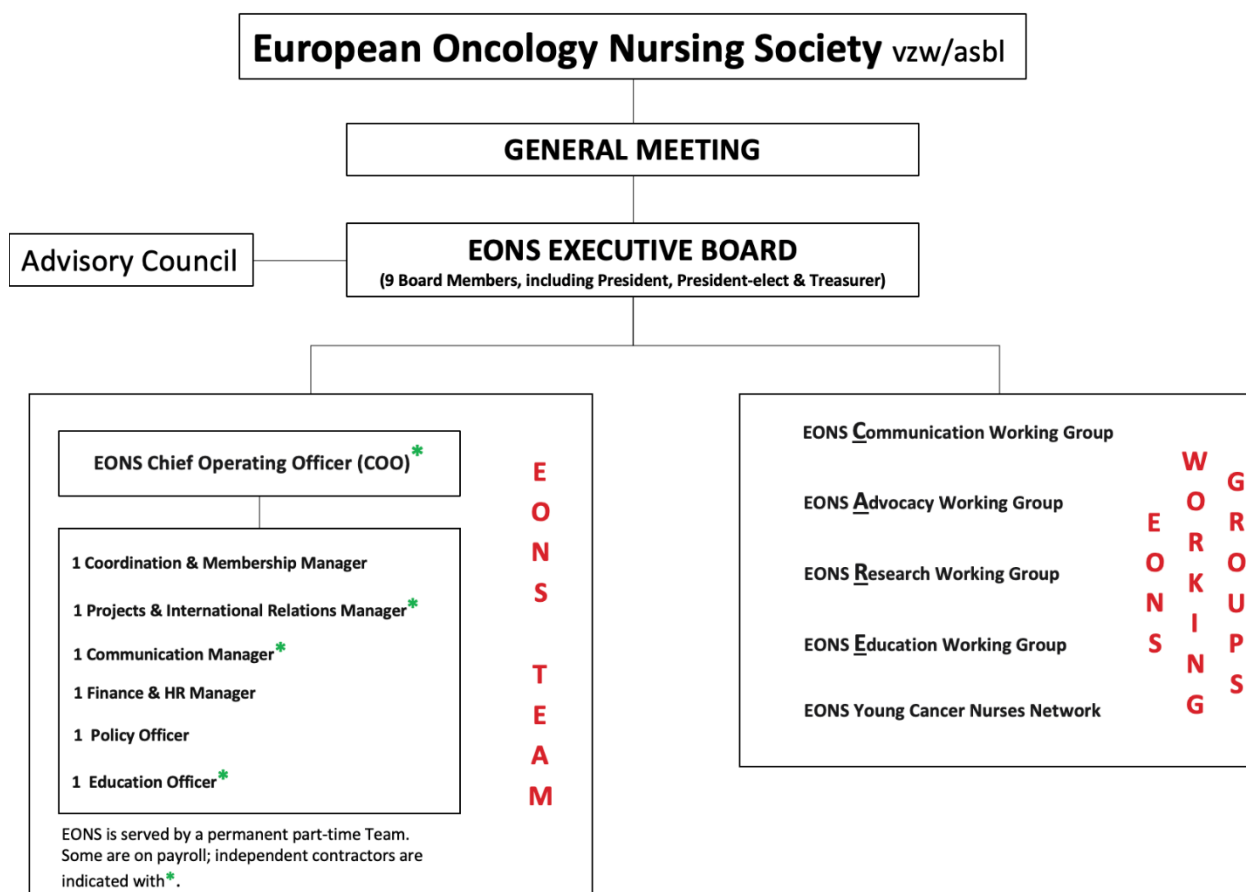 European Oncology Nursing Society vzw/asbl
GENERAL MEETING
Advisory Council
EONS EXECUTIVE BOARD
(9 Board Members, including President, President-elect & Treasurer)
EONS Chief Operating Officer (COO)*
1 Coordination & Membership Manager
1 Projects & International Relations Manager*
1 Communication Manager*
1 Finance & HR Manager
1 Policy Officer
1 Education Officer*
EONS TEAM
EONS is served by a permanent part-time Team.
Some are on payroll; independent contractors are
indicated with*.
EONS Communication Working Group
EONS Advocacy Working Group
EONS Research Working Group
EONS Education Working Group
EONS Young Cancer Nurses Network
EONS
WORKING
GROUPS